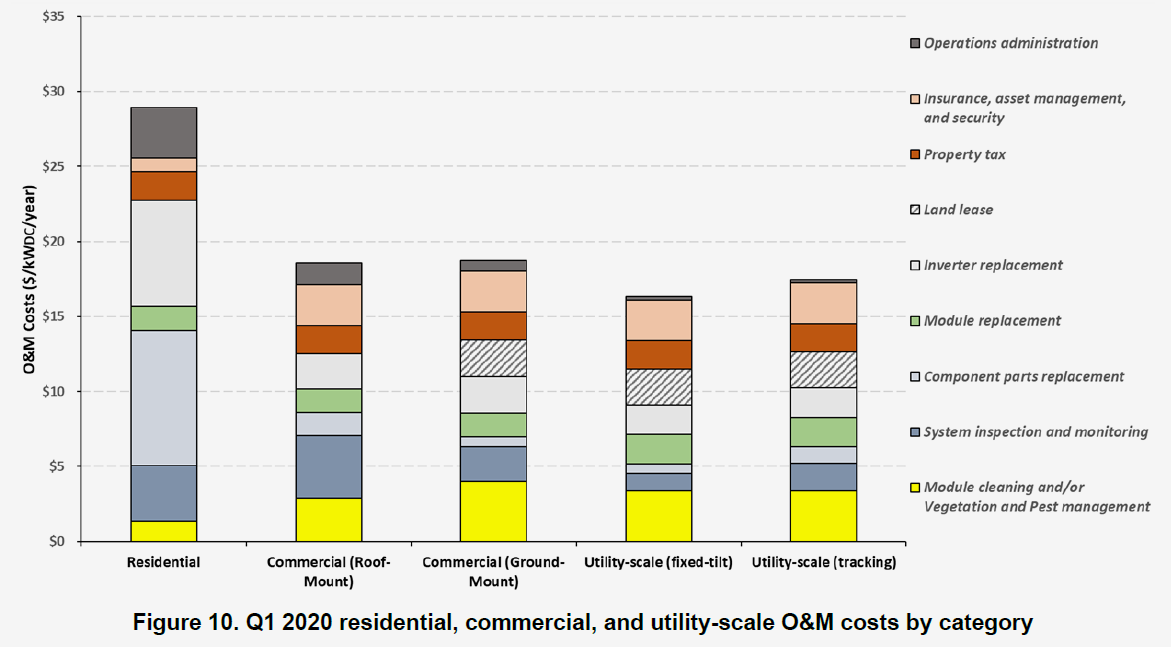 $35
$30
$25
$20
$15
$10
$5
$0
O&M Costs ($/kWDC/year)
Residential
Commercial (Roof-
Mount)
Commercial (Ground-
Mount)
Utility-scale (fixed-tilt)
Utility-scale (tracking)
Operations administration
Insurance, asset management,
and security
Property tax
Land lease
Inverter replacement
Module replacement
Component parts replacement
System inspection and monitoring
Module cleaning and/or
Vegetation and Pest management
Figure 10. Q1 2020 residential, commercial, and utility-scale O&M costs by category